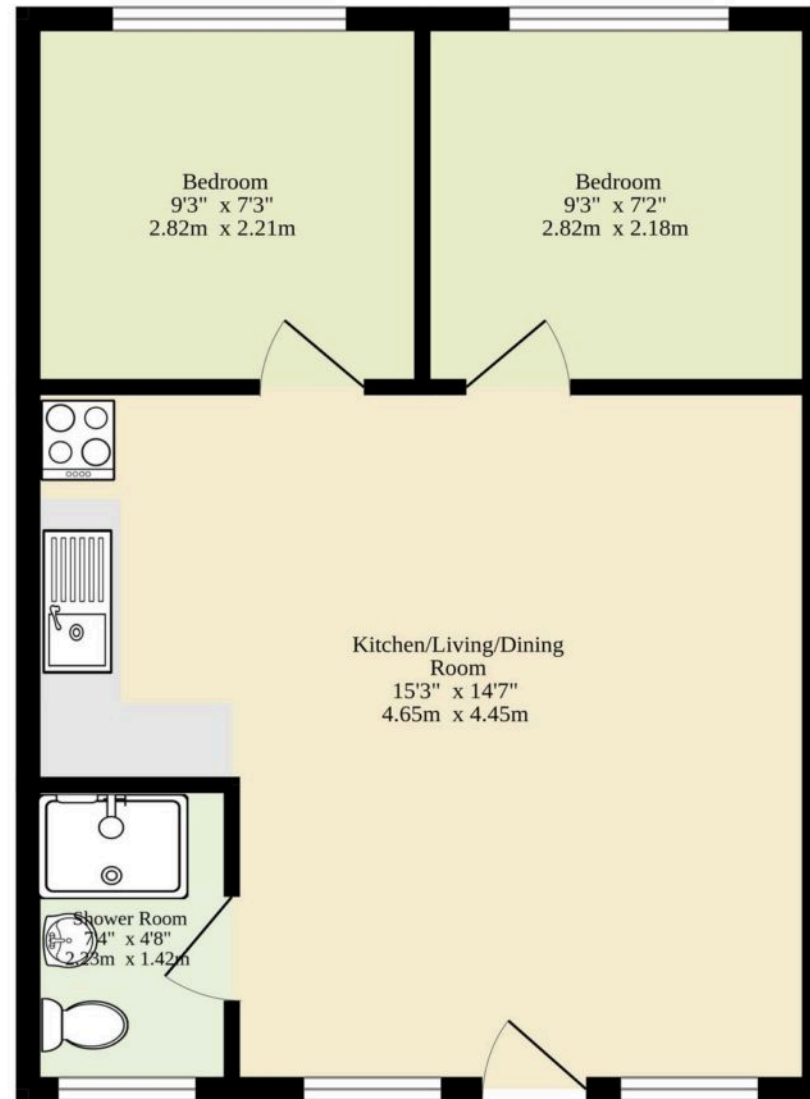 Bedroom
9'3" x 7'3"
2.82m x 2.21m
Bedroom
9'3" x 7'2"
2.82m x 2.18m
Kitchen/Living/Dining
Room
15'3" x 14'7"
4.65m x 4.45m
Shower Room
7'4" x 4'8"
2.23m x 1.42m